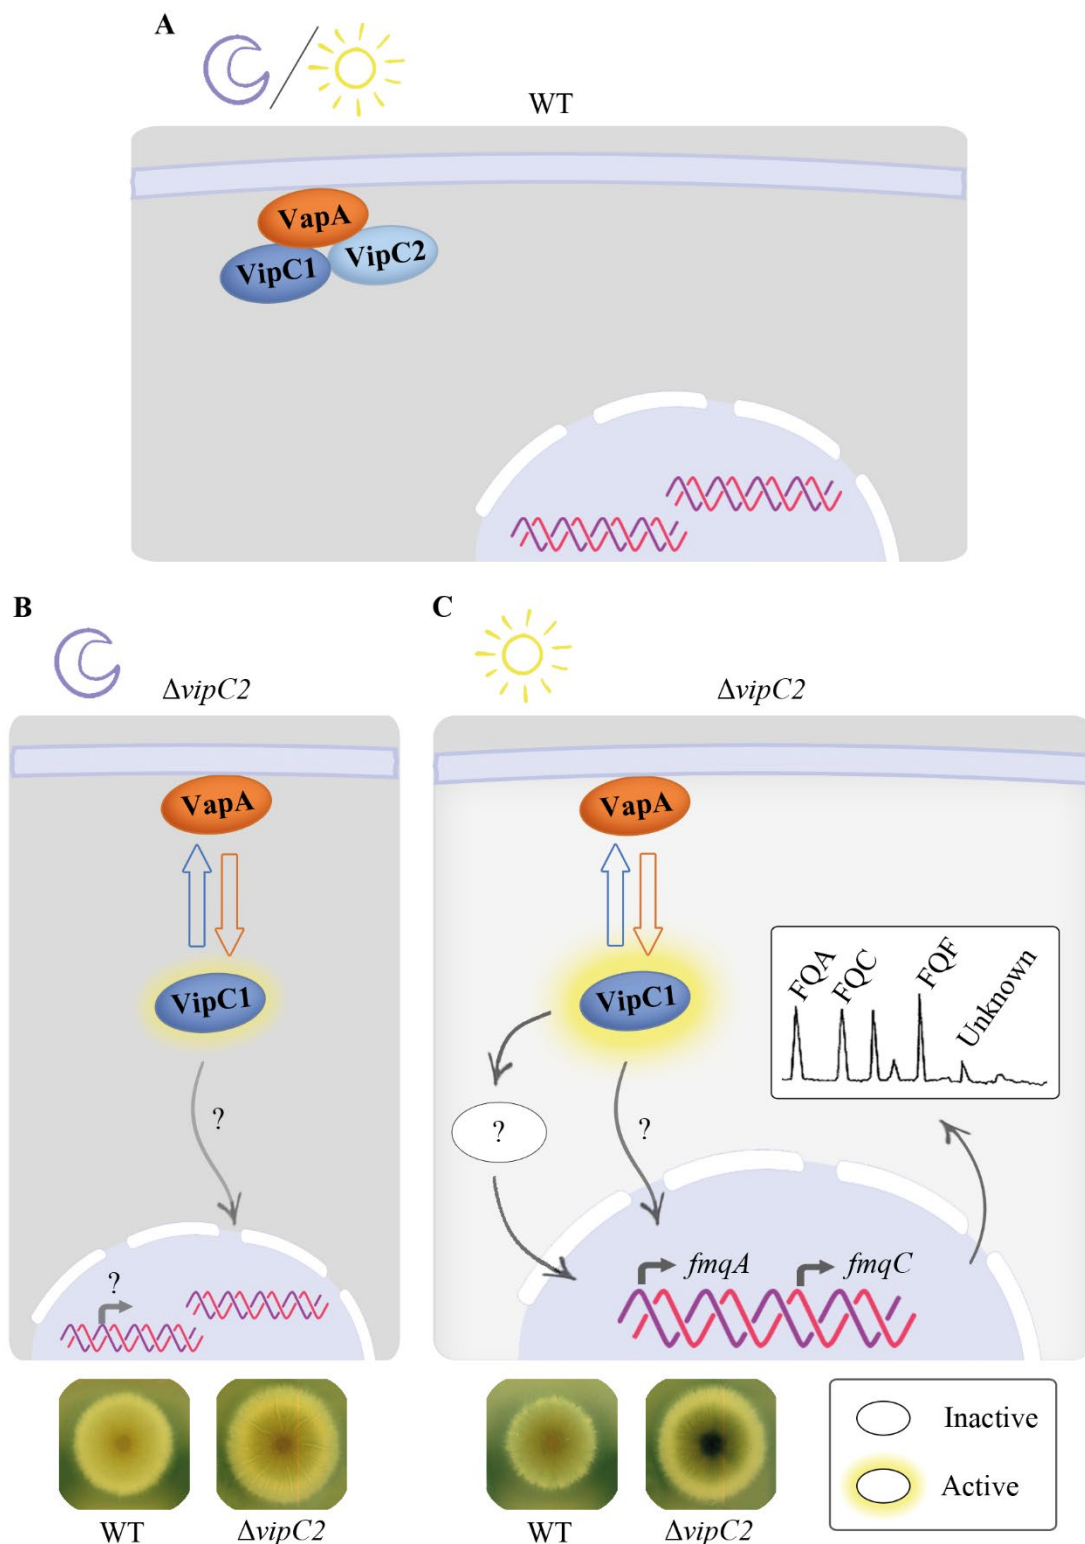 A
WT
VapA
VipC1
VipC2
B
ΔvipC2
VapA
VipC1
?
?
WT
ΔvipC2
C
ΔvipC2
VapA
VipC1
?
?
FQA
FQC
FQF
Unknown
fmqA
fmqC
WT
ΔvipC2
Inactive
Active